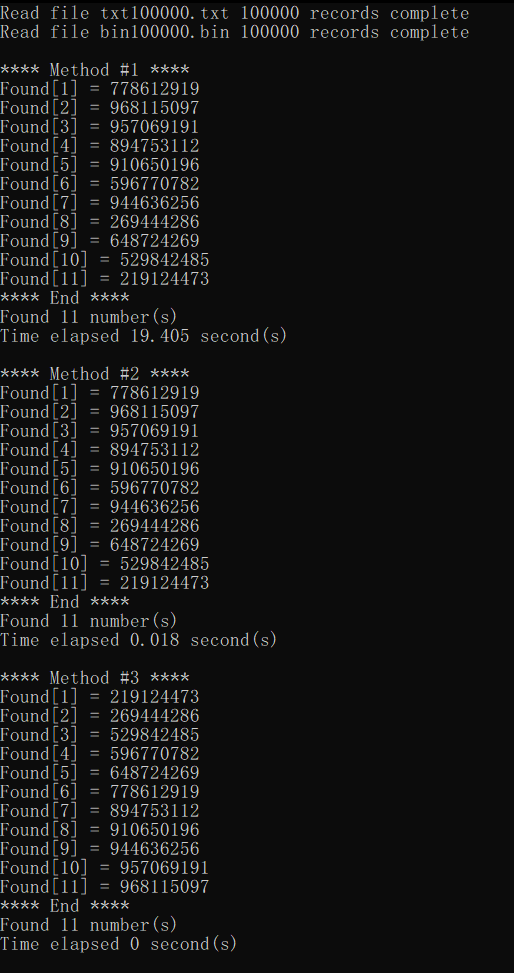 Read file txt100000.txt 100000 records complete
Read file bin100000.bin 100000 records complete
**** Method #1 ****
Found[1] = 778612919
Found[2] = 968115097
Found[3] = 957069191
Found[4] = 894753112
Found[5] = 910650196
Found[6] = 596770782
Found[7] = 944636256
Found[8] = 269444286
Found[9] = 648724269
Found[10] = 529842485
Found[11] = 219124473
**** End ****
Found 11 number(s)
Time elapsed 19.405 second(s)
**** Method #2 ****
Found[1] = 778612919
Found[2] = 968115097
Found[3] = 957069191
Found[4] = 894753112
Found[5] = 910650196
Found[6] = 596770782
Found[7] = 944636256
Found[8] = 269444286
Found[9] = 648724269
Found[10] = 529842485
Found[11] = 219124473
**** End ****
Found 11 number(s)
Time elapsed 0.018 second(s)
**** Method #3 ****
Found[1] = 219124473
Found[2] = 269444286
Found[3] = 529842485
Found[4] = 596770782
Found[5] = 648724269
Found[6] = 778612919
Found[7] = 894753112
Found[8] = 910650196
Found[9] = 944636256
Found[10] = 957069191
Found[11] = 968115097
**** End ****
Found 11 number(s)
Time elapsed 0 second(s)